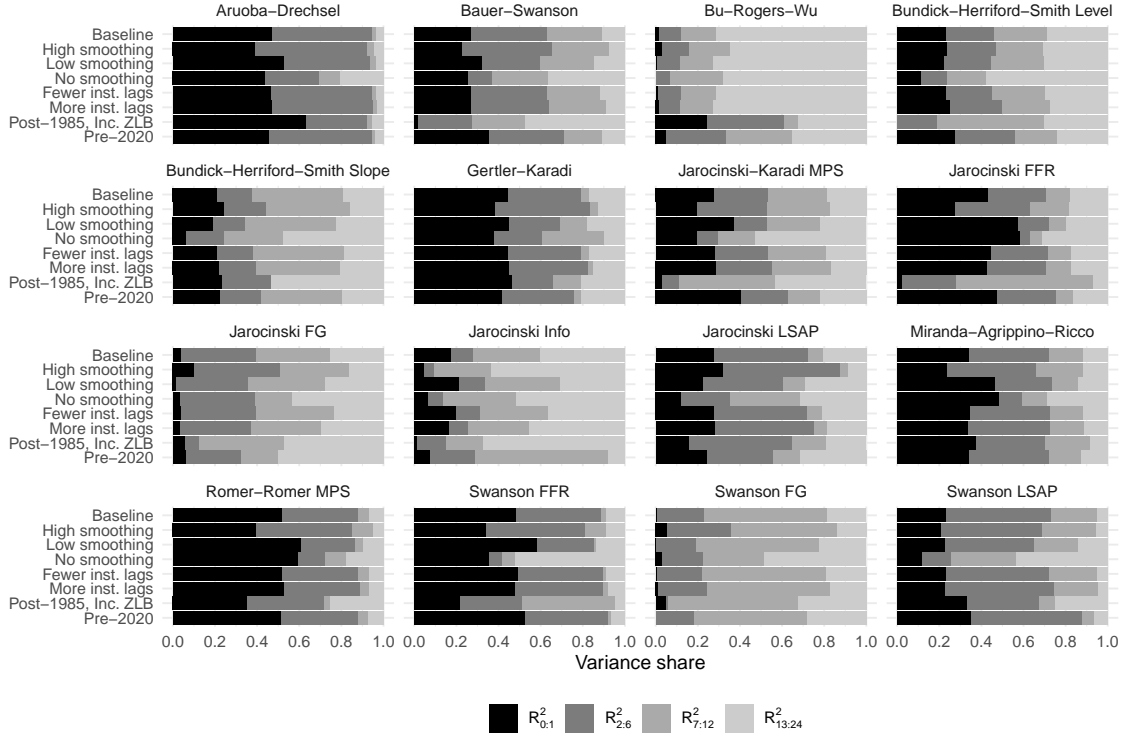 Aruoba−Drechsel Bauer−Swanson Bu−Rogers−Wu Bundick−Herriford−Smith Level
Baseline
High smoothing
Low smoothing
No smoothing
Fewer inst. lags
More inst. lags
Post−1985, Inc. ZLB
Pre−2020
Bundick−Herriford−Smith Slope Gertler−Karadi Jarocinski−Karadi MPS Jarocinski FFR
Baseline
High smoothing
Low smoothing
No smoothing
Fewer inst. lags
More inst. lags
Post−1985, Inc. ZLB
Pre−2020
Jarocinski FG Jarocinski Info Jarocinski LSAP Miranda−Agrippino−Ricco
Baseline
High smoothing
Low smoothing
No smoothing
Fewer inst. lags
More inst. lags
Post−1985, Inc. ZLB
Pre−2020
Romer−Romer MPS Swanson FFR Swanson FG Swanson LSAP
Baseline
High smoothing
Low smoothing
No smoothing
Fewer inst. lags
More inst. lags
Post−1985, Inc. ZLB
Pre−2020
0.0 0.2 0.4 0.6 0.8 1.0 0.0 0.2 0.4 0.6 0.8 1.0 0.0 0.2 0.4 0.6 0.8 1.0 0.0 0.2 0.4 0.6 0.8 1.0
Variance share
R²₀:₁ R²₂:₆ R²₇:₁₂ R²₁₃:₂₄